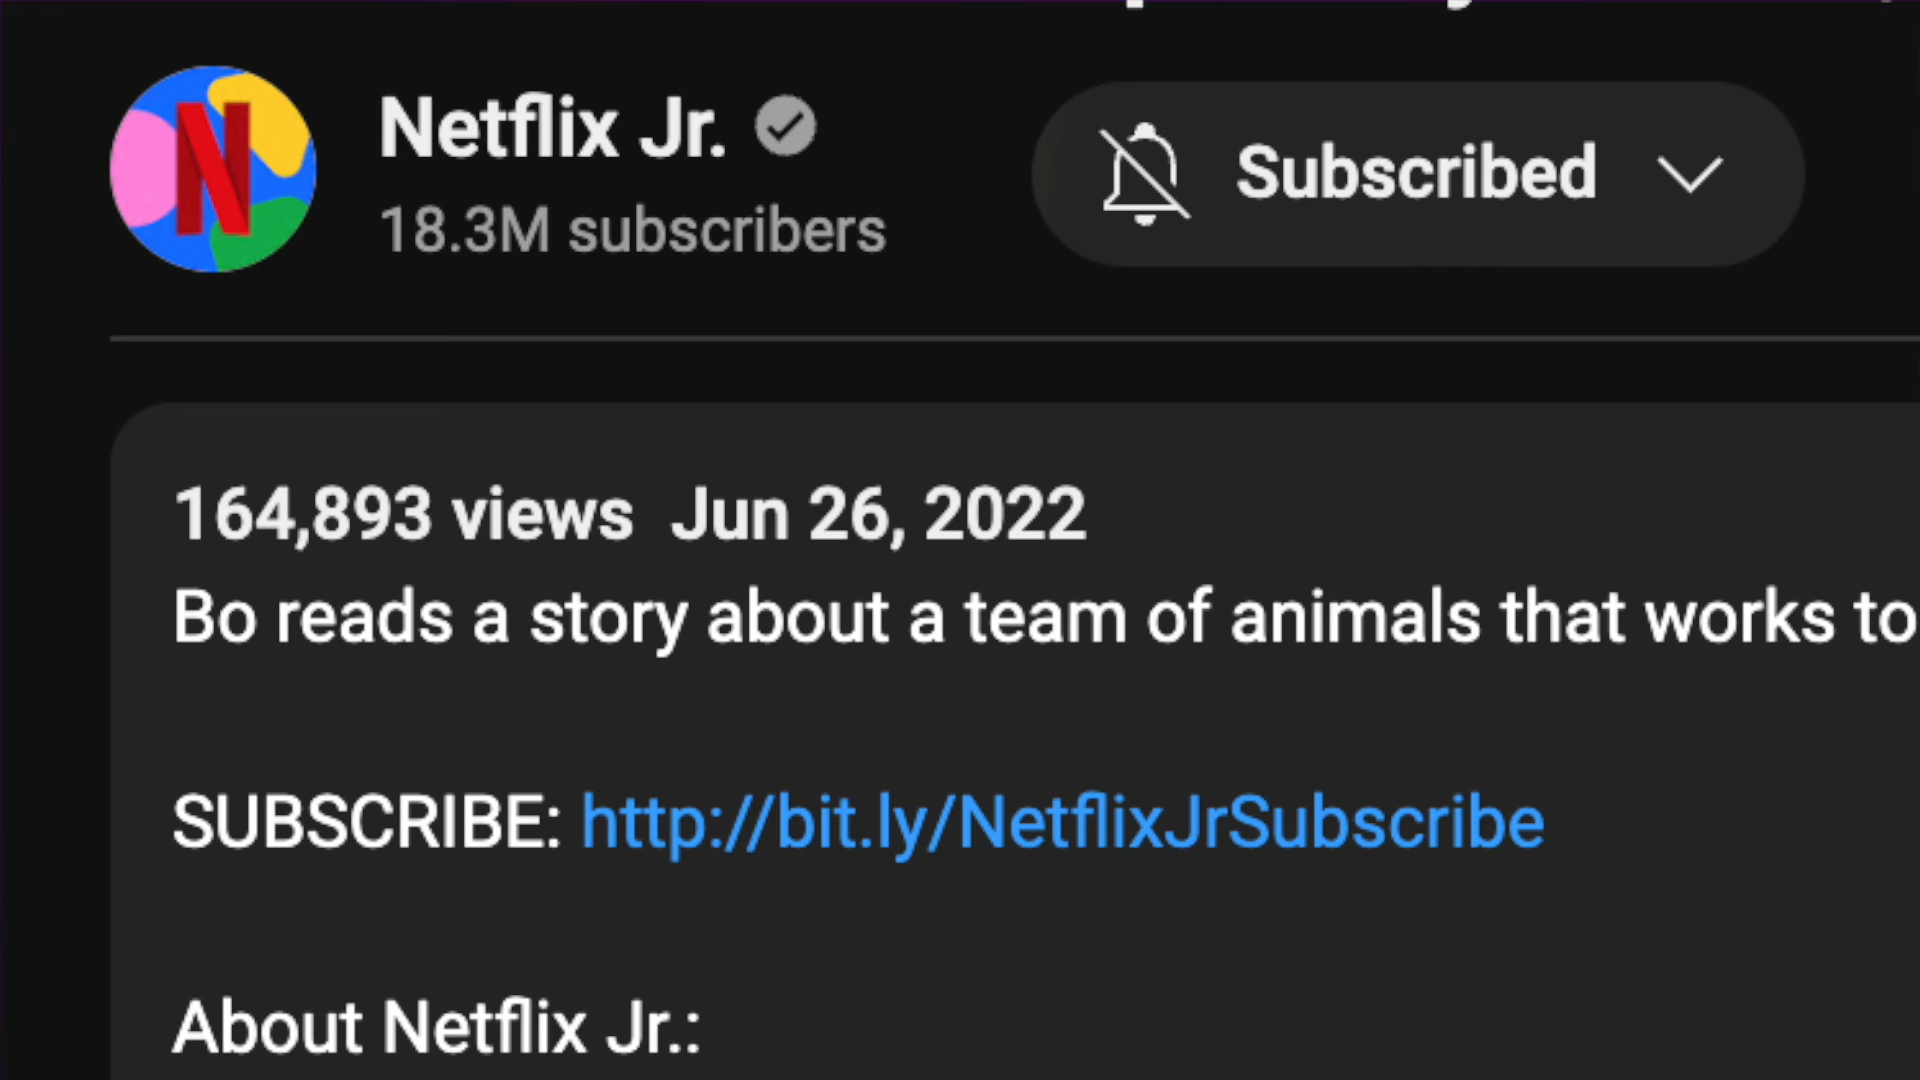 Netflix Jr.
18.3M subscribers
Subscribed
164,893 views Jun 26, 2022
Bo reads a story about a team of animals that works to
SUBSCRIBE: http://bit.ly/NetflixJrSubscribe
About Netflix Jr.: